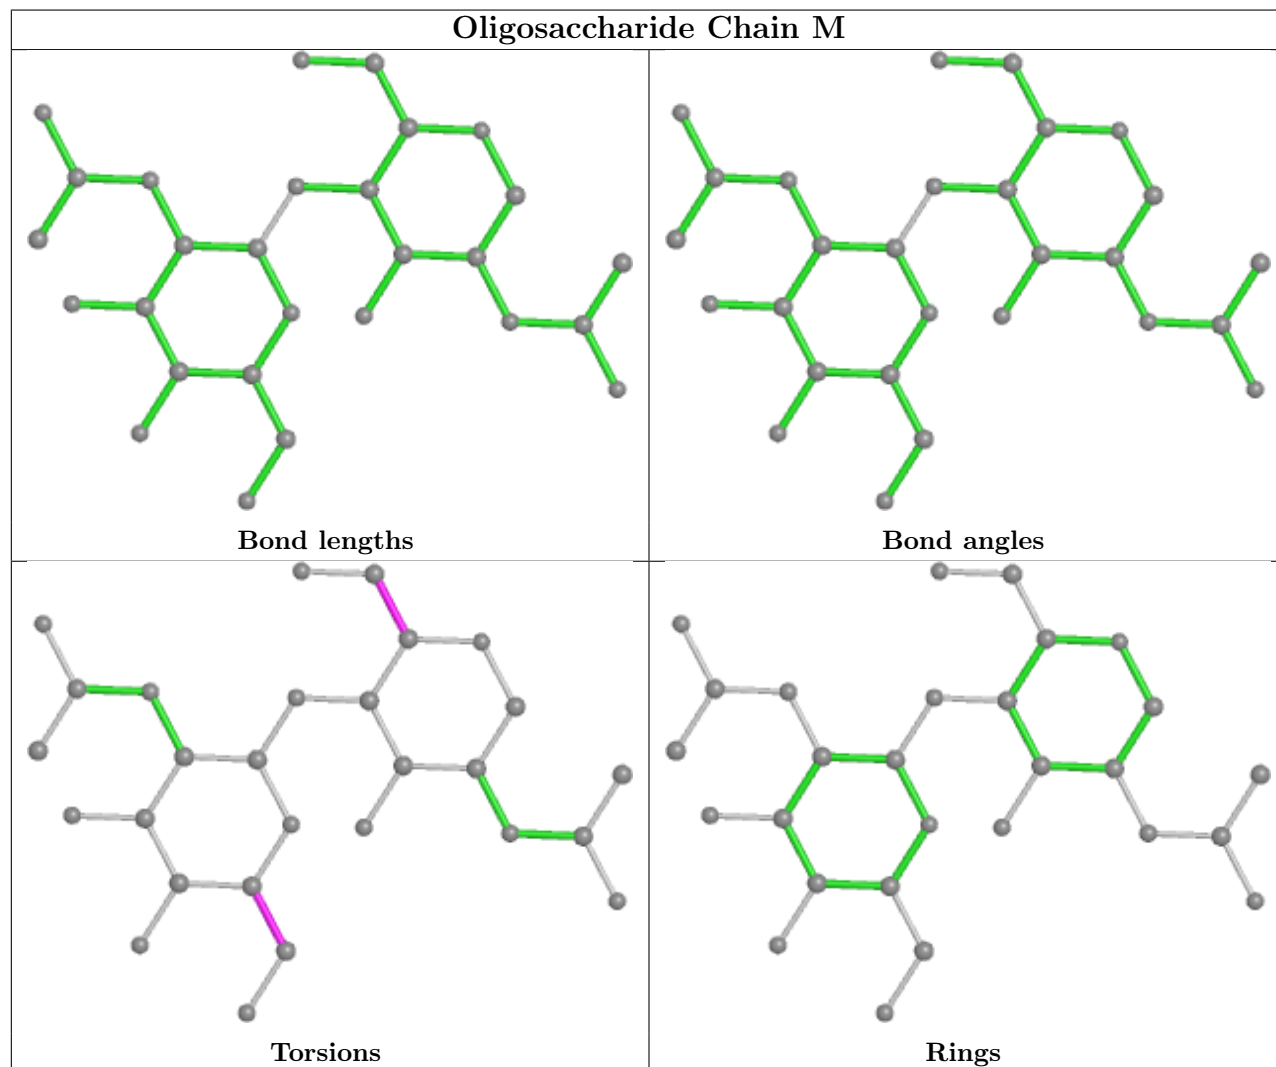 Oligosaccharide Chain M
Bond lengths
Bond angles
Torsions
Rings